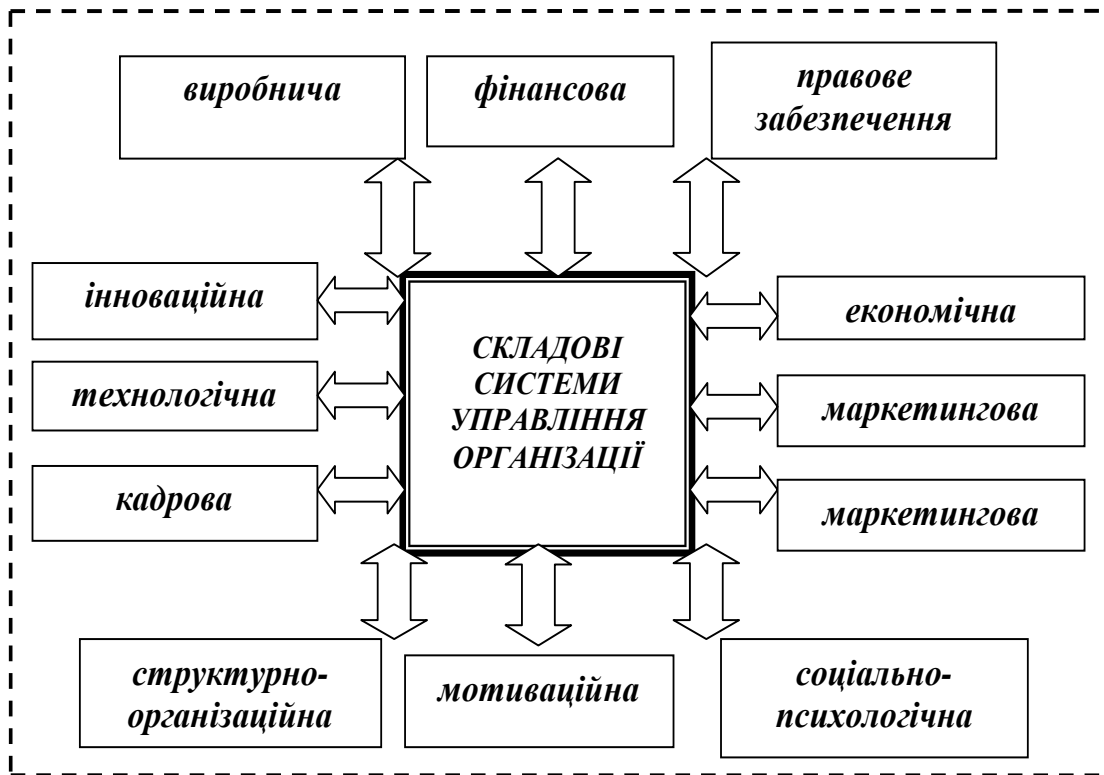 виробнича
фінансова
правове
забезпечення
інноваційна
економічна
СКЛАДОВІ
СИСТЕМИ
УПРАВЛІННЯ
ОРГАНІЗАЦІЇ
технологічна
маркетингова
кадрова
маркетингова
структурно-
організаційна
мотиваційна
соціально-
психологічна